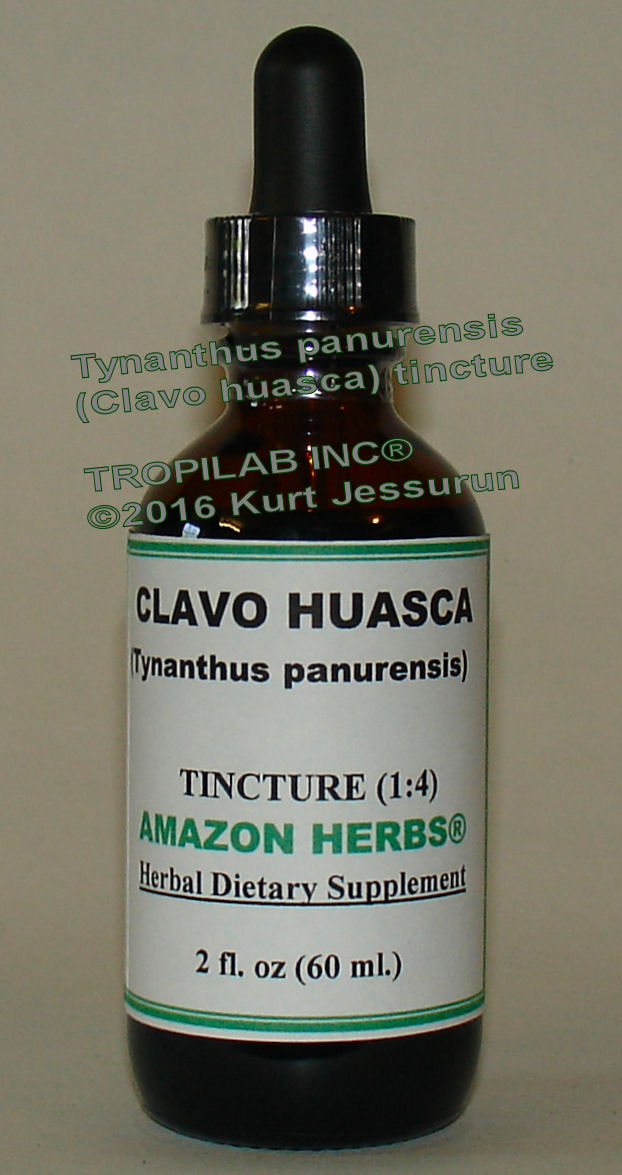 Tynanthus panurensis
(Clavo huasca) tincture
TROPILAB INC®
©2016 Kurt Jessurun
CLAVO HUASCA
(Tynanthus panurensis)
TINCTURE (1:4)
AMAZON HERBS®
Herbal Dietary Supplement
2 fl. oz (60 ml.)